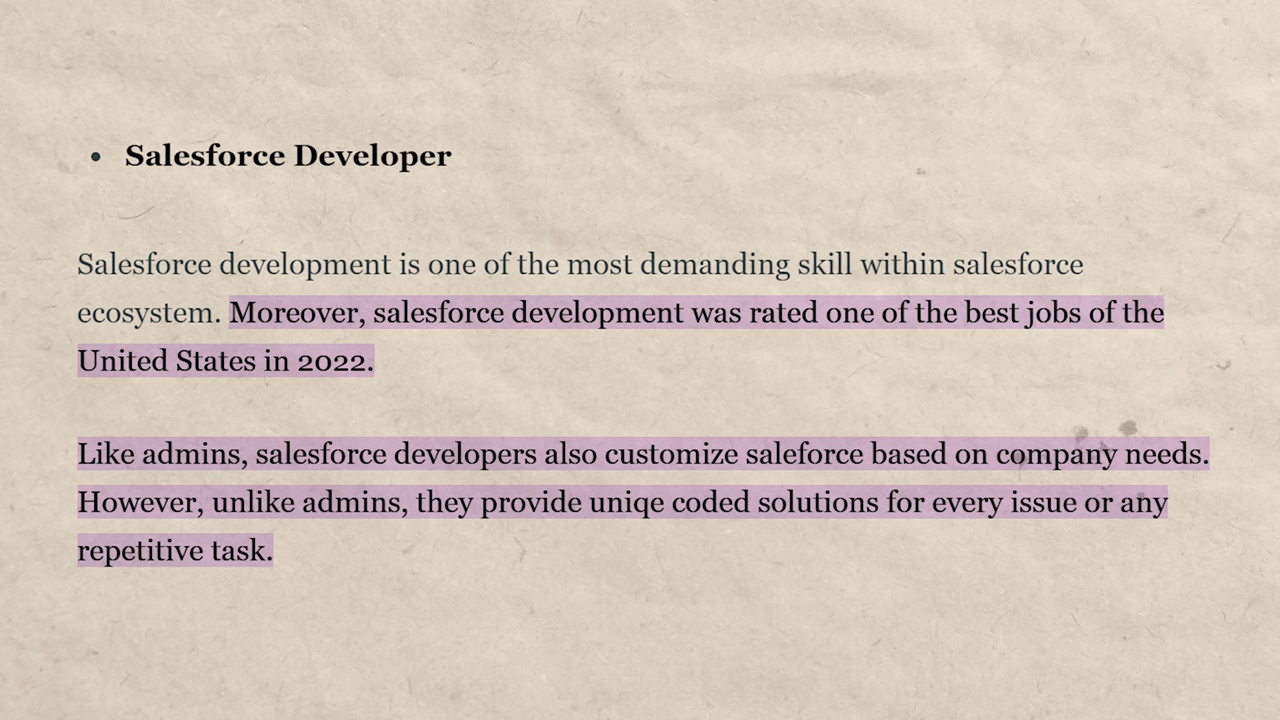 • Salesforce Developer
Salesforce development is one of the most demanding skill within salesforce
ecosystem. Moreover, salesforce development was rated one of the best jobs of the
United States in 2022.
Like admins, salesforce developers also customize saleforce based on company needs.
However, unlike admins, they provide uniqe coded solutions for every issue or any
repetitive task.